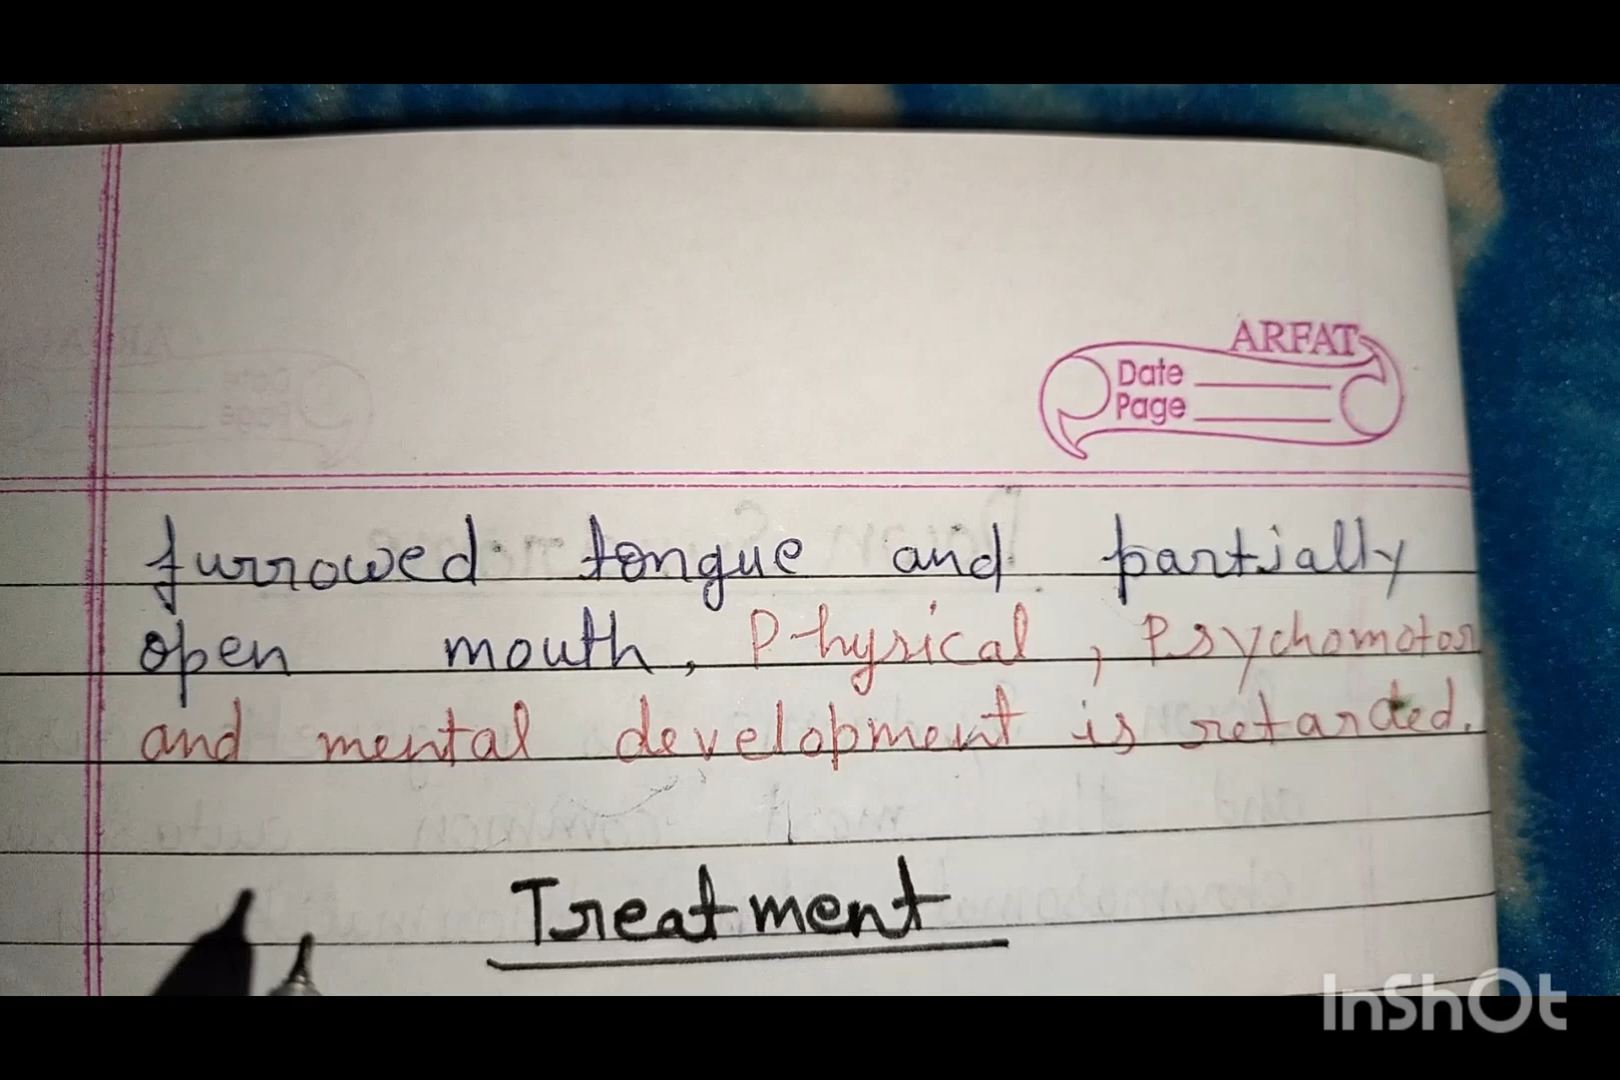 ARFAT
Date
Page
furrowed tongue and partially
open mouth, Physical, Psychomotor
and mental development is retarded.
Treatment
InShOt